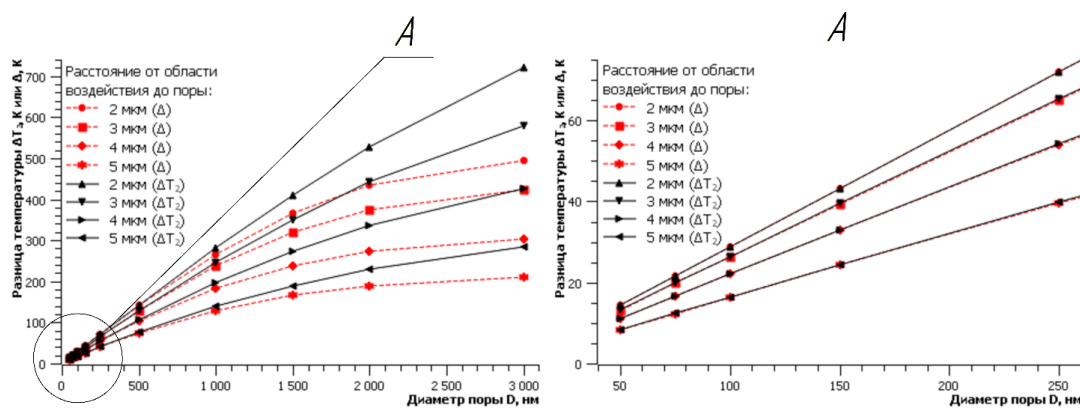 A
Разница температуры ΔT₂, К или Δ, К
700
600
500
400
300
200
100
0
Расстояние от области
воздействия до поры:
2 мкм (Δ)
3 мкм (Δ)
4 мкм (Δ)
5 мкм (Δ)
2 мкм (ΔT₂)
3 мкм (ΔT₂)
4 мкм (ΔT₂)
5 мкм (ΔT₂)
0 500 1 000 1 500 2 000 2 500 3 000
Диаметр поры D, нм
A
Разница температуры ΔT₂, К или Δ, К
60
40
20
0
Расстояние от области
воздействия до поры:
2 мкм (Δ)
3 мкм (Δ)
4 мкм (Δ)
5 мкм (Δ)
2 мкм (ΔT₂)
3 мкм (ΔT₂)
4 мкм (ΔT₂)
5 мкм (ΔT₂)
50 100 150 200 250
Диаметр поры D, нм